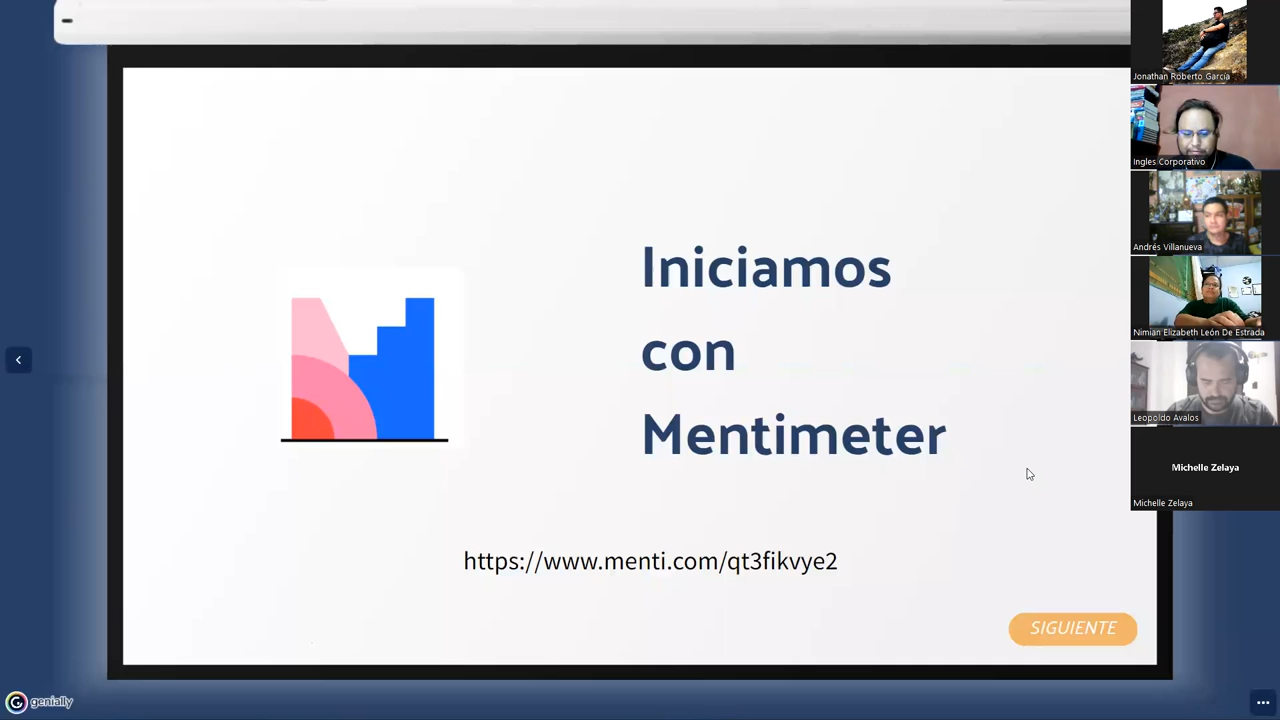 Iniciamos
con
Mentimeter
https://www.menti.com/qt3fikvye2
SIGUIENTE
genially
Jonathan Roberto García
Ingles Corporativo
Andrés Villanueva
Nimian Elizabeth León De Estrada
Leopoldo Avalos
Michelle Zelaya
Michelle Zelaya